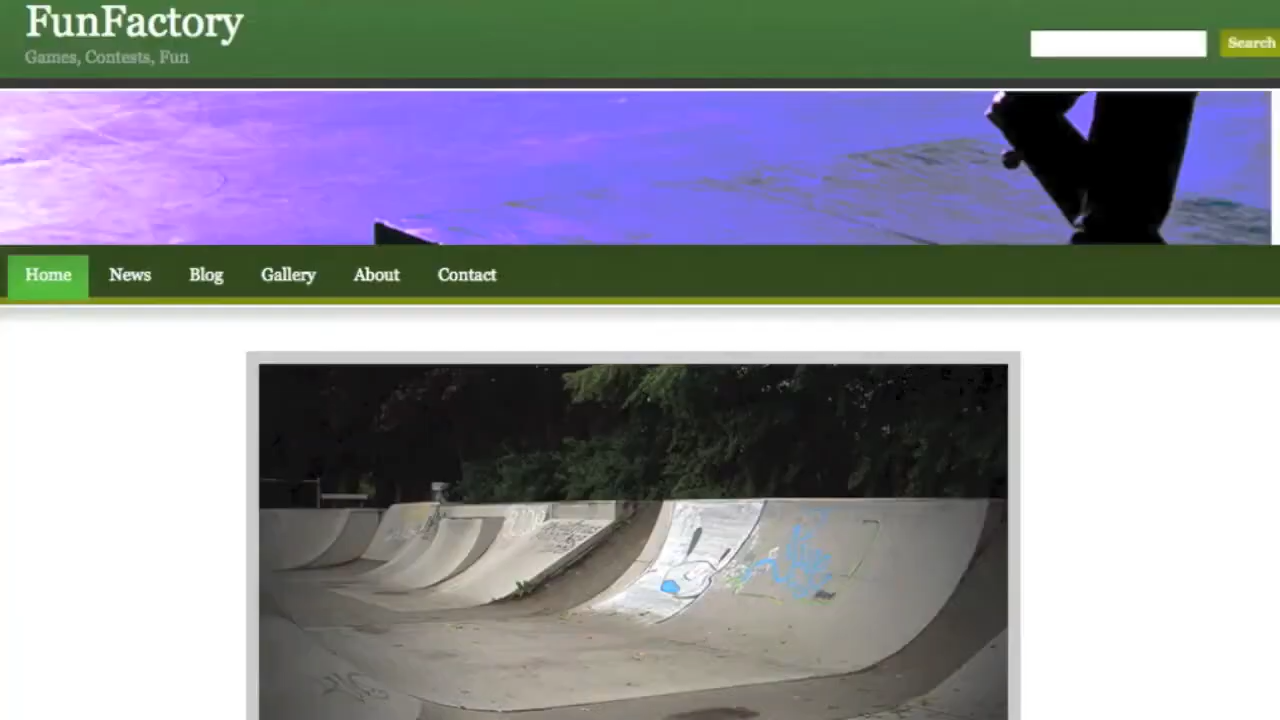 FunFactory
Games, Contests, Fun
Search
Home News Blog Gallery About Contact